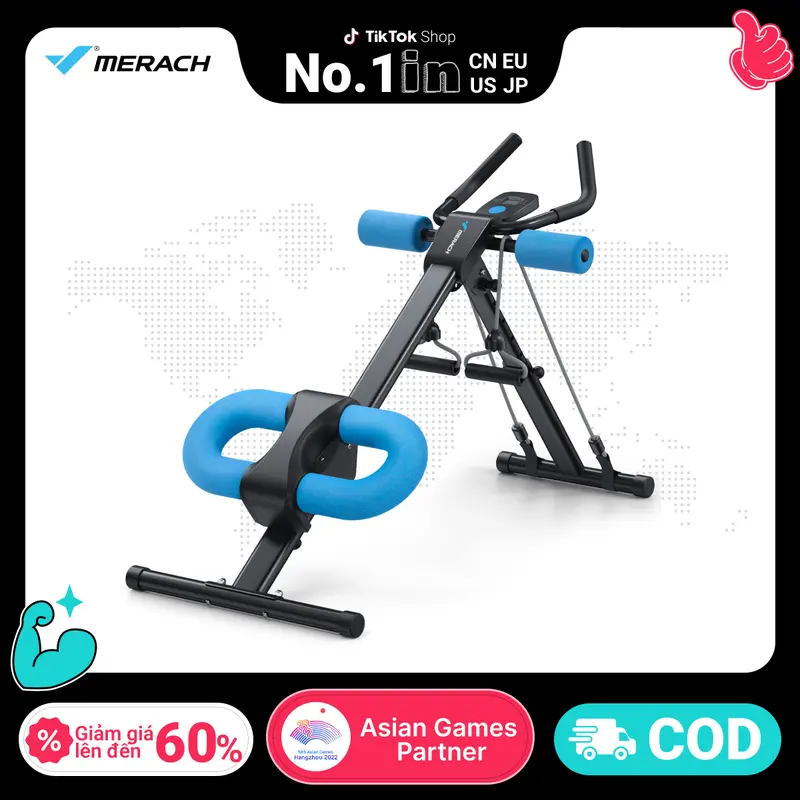 MERACH®
TikTok Shop
No.1 in CN EU
US JP
MERACH
Giảm giá
lên đến 60%
%
19th Asian Games
Hangzhou 2022
Asian Games
Partner
COD